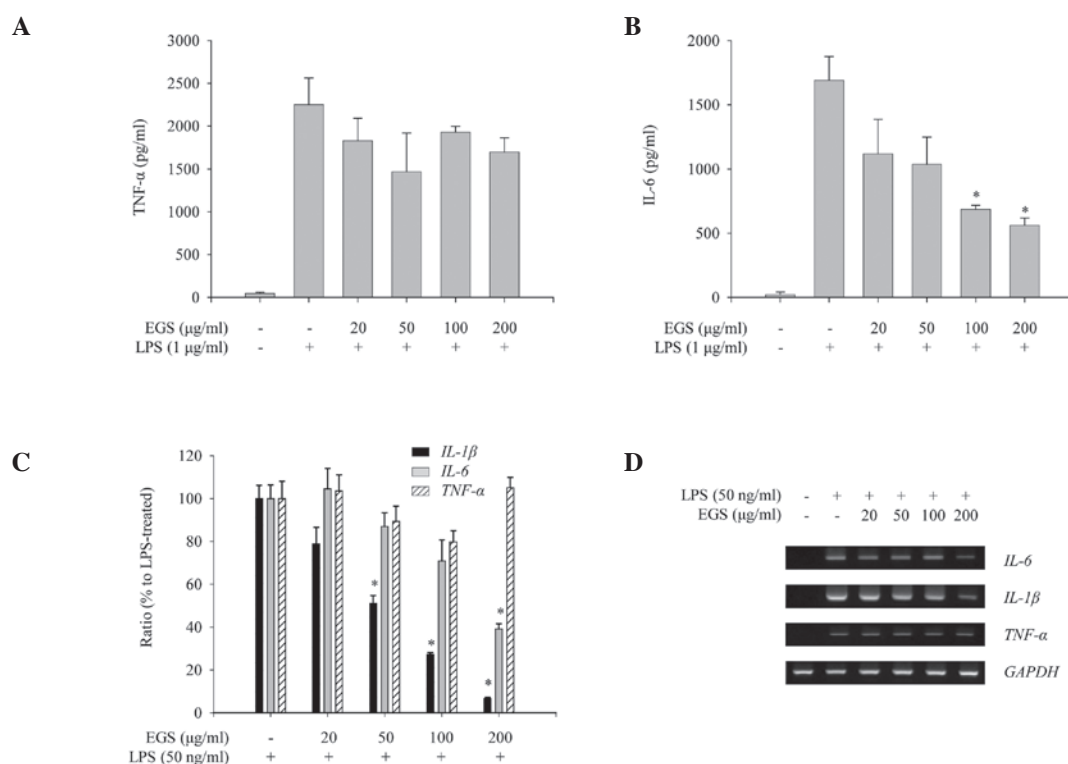 A
3000
2500
2000
1500
1000
500
0
TNF-α (pg/ml)
EGS (μg/ml) - - 20 50 100 200
LPS (1 μg/ml) - + + + + +
B
2000
1500
1000
500
0
IL-6 (pg/ml)
* *
EGS (μg/ml) - - 20 50 100 200
LPS (1 μg/ml) - + + + + +
C
120
100
80
60
40
20
0
Ratio (% to LPS-treated)
IL-1β
IL-6
TNF-α
* * * *
EGS (μg/ml) - 20 50 100 200
LPS (50 ng/ml) + + + + +
D
LPS (50 ng/ml) - + + + + +
EGS (μg/ml) - - 20 50 100 200
IL-6
IL-1β
TNF-α
GAPDH